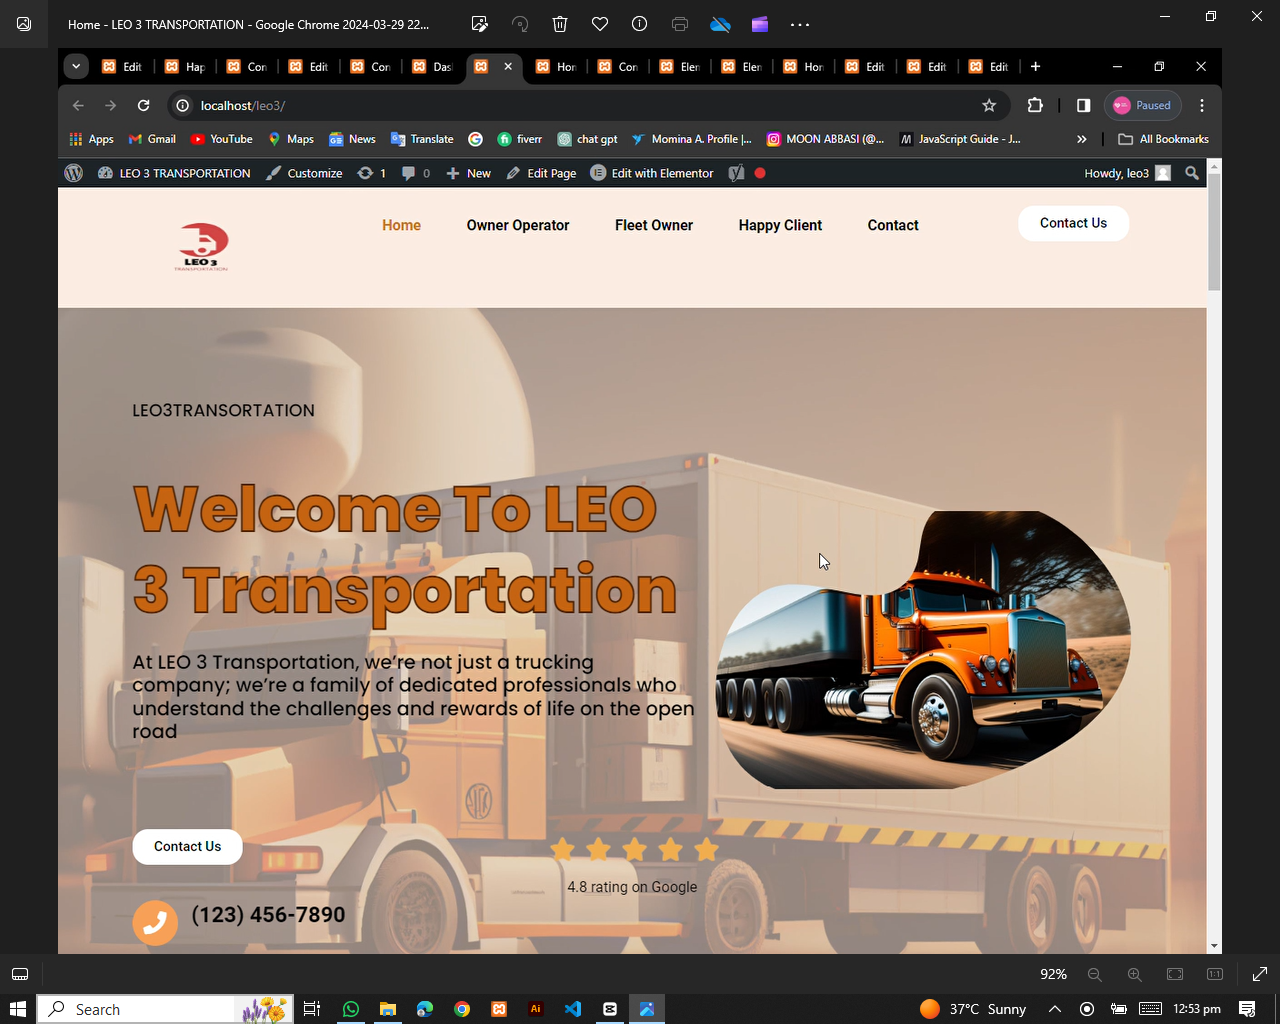 Home - LEO 3 TRANSPORTATION - Google Chrome 2024-03-29 22...
Edit
Hap
Con
Edit
Con
Das
Hon
Con
Elen
Elen
Hon
Edit
Edit
Edit
localhost/leo3/
Paused
Apps
Gmail
YouTube
Maps
News
Translate
fiverr
chat gpt
Momina A. Profile |...
MOON ABBASI (@...
JavaScript Guide - J...
All Bookmarks
LEO 3 TRANSPORTATION
Customize
1
0
New
Edit Page
Edit with Elementor
Howdy, leo3
LEO 3
TRANSPORTATION
Home
Owner Operator
Fleet Owner
Happy Client
Contact
Contact Us
LEO3TRANSORTATION
Welcome To LEO
3 Transportation
At LEO 3 Transportation, we're not just a trucking
company; we're a family of dedicated professionals who
understand the challenges and rewards of life on the open
road
Contact Us
4.8 rating on Google
(123) 456-7890
92%
Search
37°C Sunny
12:53 pm